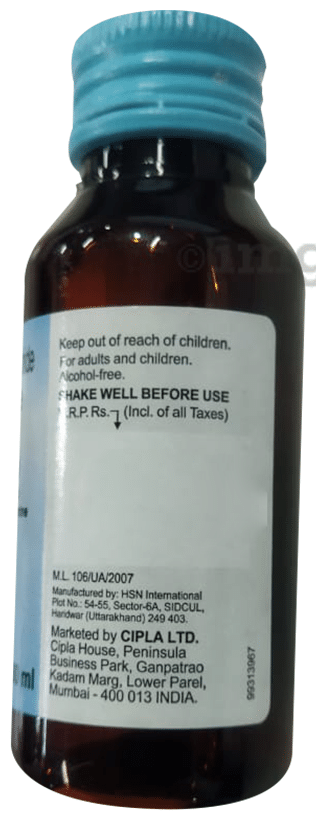 Keep out of reach of children.
For adults and children.
Alcohol-free.
SHAKE WELL BEFORE USE
M.R.P. Rs. (Incl. of all Taxes)
M.L. 106/UA/2007
Manufactured by: HSN International
Plot No.: 54-55, Sector-6A, SIDCUL,
Haridwar (Uttarakhand) 249 403.
Marketed by CIPLA LTD.
Cipla House, Peninsula
Business Park, Ganpatrao
Kadam Marg, Lower Parel,
Mumbai - 400 013 INDIA.
99313967
ml